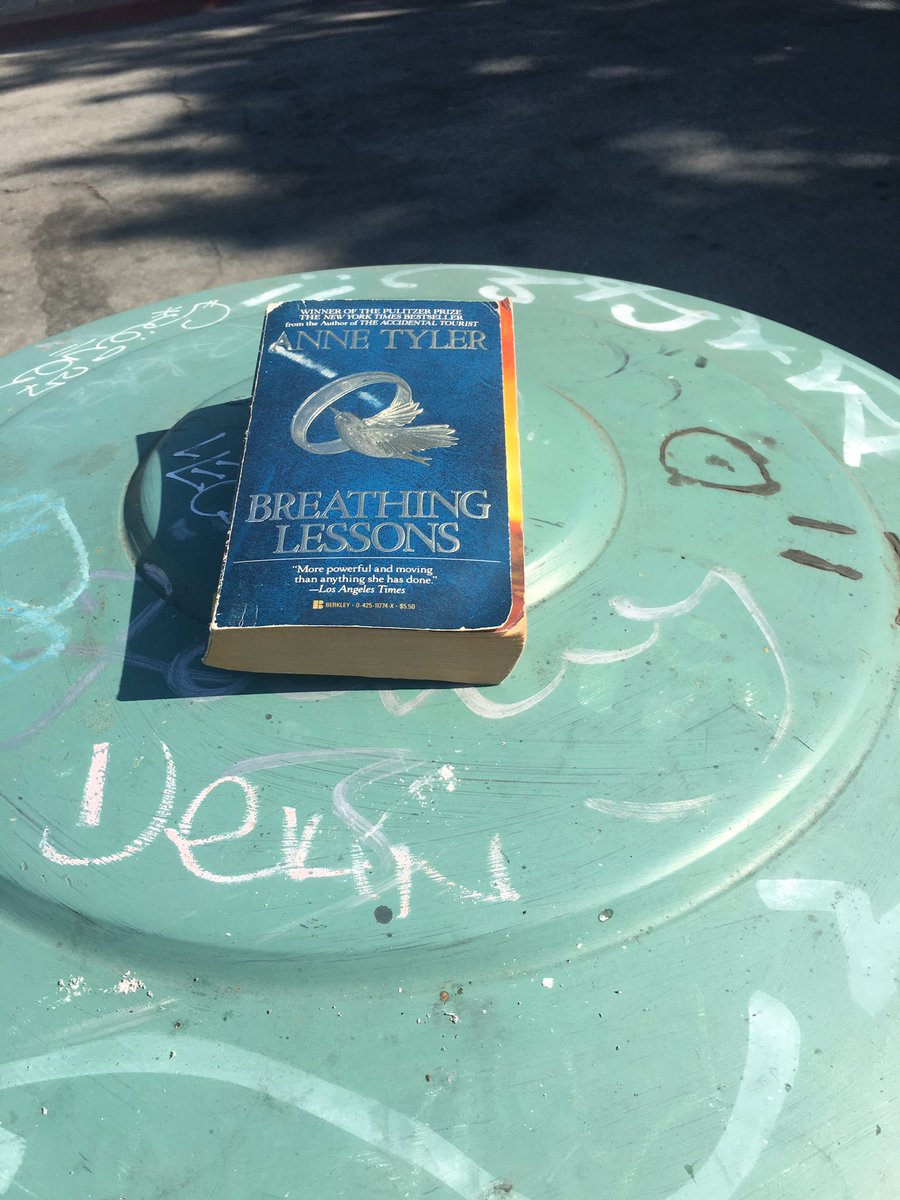 WINNER OF THE PULITZER PRIZE
THE NEW YORK TIMES BESTSELLER
from the Author of THE ACCIDENTAL TOURIST
ANNE TYLER
BREATHING
LESSONS
"More powerful and moving
than anything she has done."
—Los Angeles Times
BERKLEY • 0-425-11774-X • $5.50